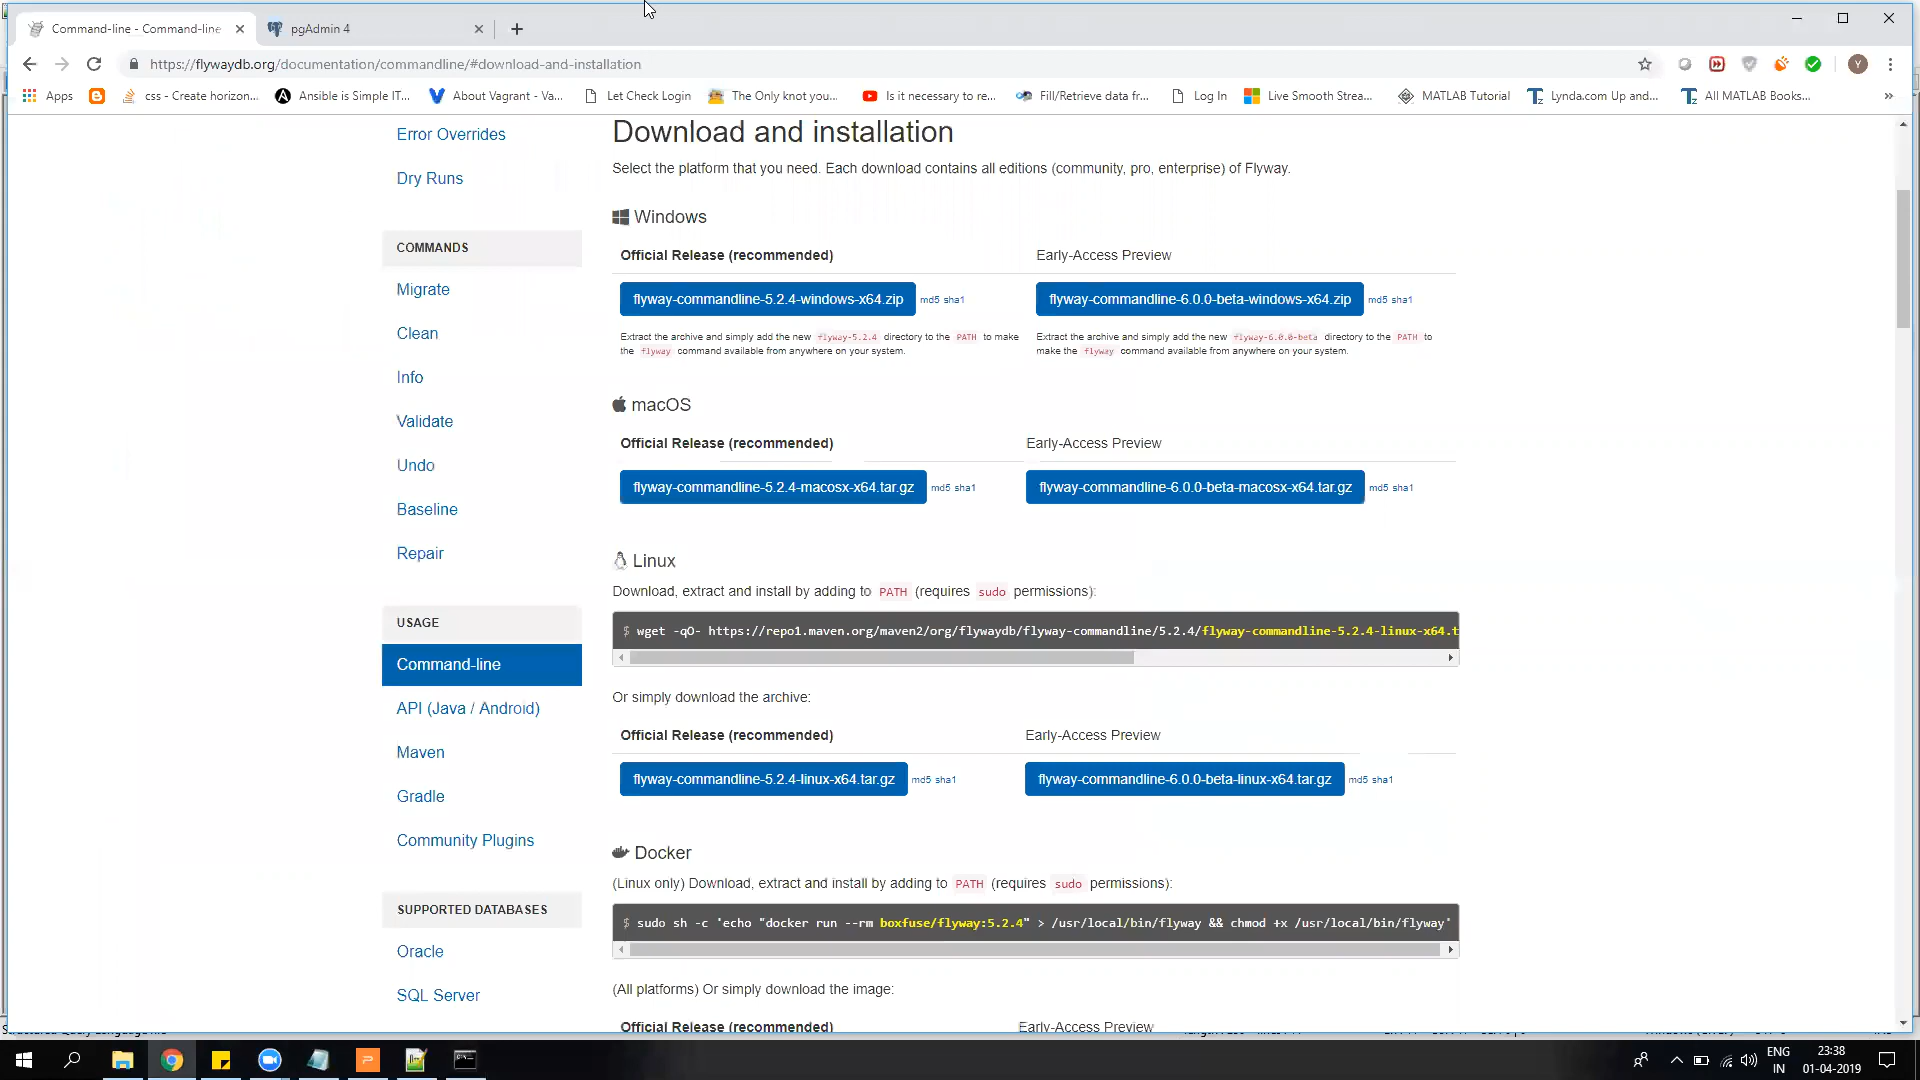 Command-line - Command-line
pgAdmin 4
https://flywaydb.org/documentation/commandline/#download-and-installation
Y
Apps
css - Create horizon...
Ansible is Simple IT...
About Vagrant - Va...
Let Check Login
The Only knot you...
Is it necessary to re...
Fill/Retrieve data fr...
Log In
Live Smooth Strea...
MATLAB Tutorial
Lynda.com Up and...
All MATLAB Books...
»
Error Overrides
Dry Runs
COMMANDS
Migrate
Clean
Info
Validate
Undo
Baseline
Repair
USAGE
Command-line
API (Java / Android)
Maven
Gradle
Community Plugins
SUPPORTED DATABASES
Oracle
SQL Server
Download and installation
Select the platform that you need. Each download contains all editions (community, pro, enterprise) of Flyway.
Windows
Official Release (recommended)
Early-Access Preview
flyway-commandline-5.2.4-windows-x64.zip md5 sha1
flyway-commandline-6.0.0-beta-windows-x64.zip md5 sha1
Extract the archive and simply add the new flyway-5.2.4 directory to the PATH to make
the flyway command available from anywhere on your system.
Extract the archive and simply add the new flyway-6.0.0-beta directory to the PATH to
make the flyway command available from anywhere on your system.
macOS
Official Release (recommended)
Early-Access Preview
flyway-commandline-5.2.4-macosx-x64.tar.gz md5 sha1
flyway-commandline-6.0.0-beta-macosx-x64.tar.gz md5 sha1
Linux
Download, extract and install by adding to PATH (requires sudo permissions):
$ wget -qO- https://repo1.maven.org/maven2/org/flywaydb/flyway-commandline/5.2.4/flyway-commandline-5.2.4-linux-x64.t
Or simply download the archive:
Official Release (recommended)
Early-Access Preview
flyway-commandline-5.2.4-linux-x64.tar.gz md5 sha1
flyway-commandline-6.0.0-beta-linux-x64.tar.gz md5 sha1
Docker
(Linux only) Download, extract and install by adding to PATH (requires sudo permissions):
$ sudo sh -c 'echo "docker run --rm boxfuse/flyway:5.2.4" > /usr/local/bin/flyway && chmod +x /usr/local/bin/flyway'
(All platforms) Or simply download the image:
Official Release (recommended)
Early-Access Preview
ENG
IN
23:38
01-04-2019